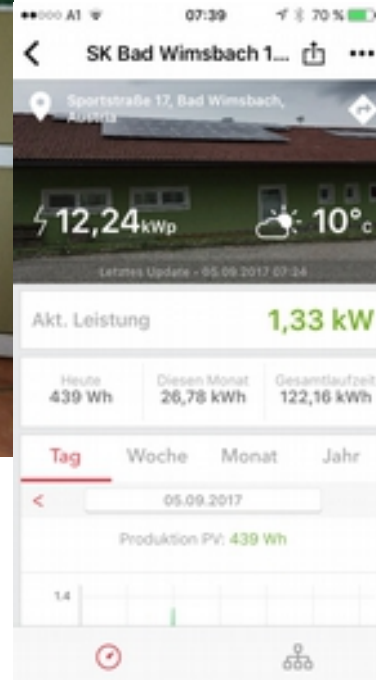 A1 07:39 70 %
SK Bad Wimsbach 1...
Sportstraße 17, Bad Wimsbach,
Austria
12,24kWp 10°c
Letztes Update - 05.09.2017 07:24
Akt. Leistung 1,33 kW
Heute Diesen Monat Gesamtlaufzeit
439 Wh 26,78 kWh 122,16 kWh
Tag Woche Monat Jahr
< 05.09.2017
Produktion PV: 439 Wh
1.4